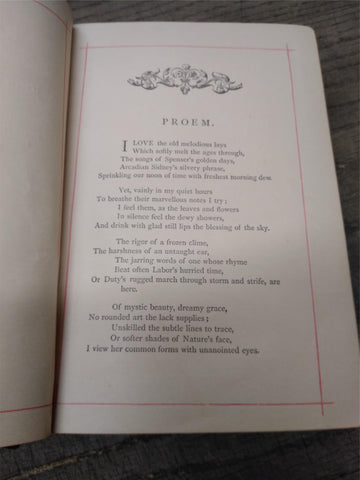 PROEM.
I LOVE the old melodious lays
Which softly melt the ages through,
The songs of Spenser's golden days,
Arcadian Sidney's silvery phrase,
Sprinkling our noon of time with freshest morning dew.
Yet, vainly in my quiet hours
To breathe their marvellous notes I try;
I feel them, as the leaves and flowers
In silence feel the dewy showers,
And drink with glad still lips the blessing of the sky.
The rigor of a frozen clime,
The harshness of an untaught ear,
The jarring words of one whose rhyme
Beat often Labor's hurried time,
Or Duty's rugged march through storm and strife, are
here.
Of mystic beauty, dreamy grace,
No rounded art the lack supplies;
Unskilled the subtle lines to trace,
Or softer shades of Nature's face,
I view her common forms with unanointed eyes.